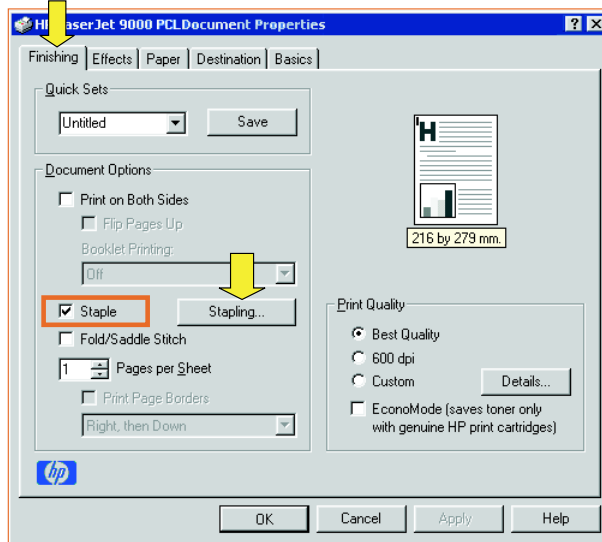 HP LaserJet 9000 PCLDocument Properties
Finishing Effects Paper Destination Basics
Quick Sets
Untitled Save
H
216 by 279 mm.
Document Options
Print on Both Sides
Flip Pages Up
Booklet Printing:
Off
Staple Stapling...
Fold/Saddle Stitch
1 Pages per Sheet
Print Page Borders
Right, then Down
Print Quality
Best Quality
600 dpi
Custom Details...
EconoMode (saves toner only
with genuine HP print cartridges)
hp
OK Cancel Apply Help